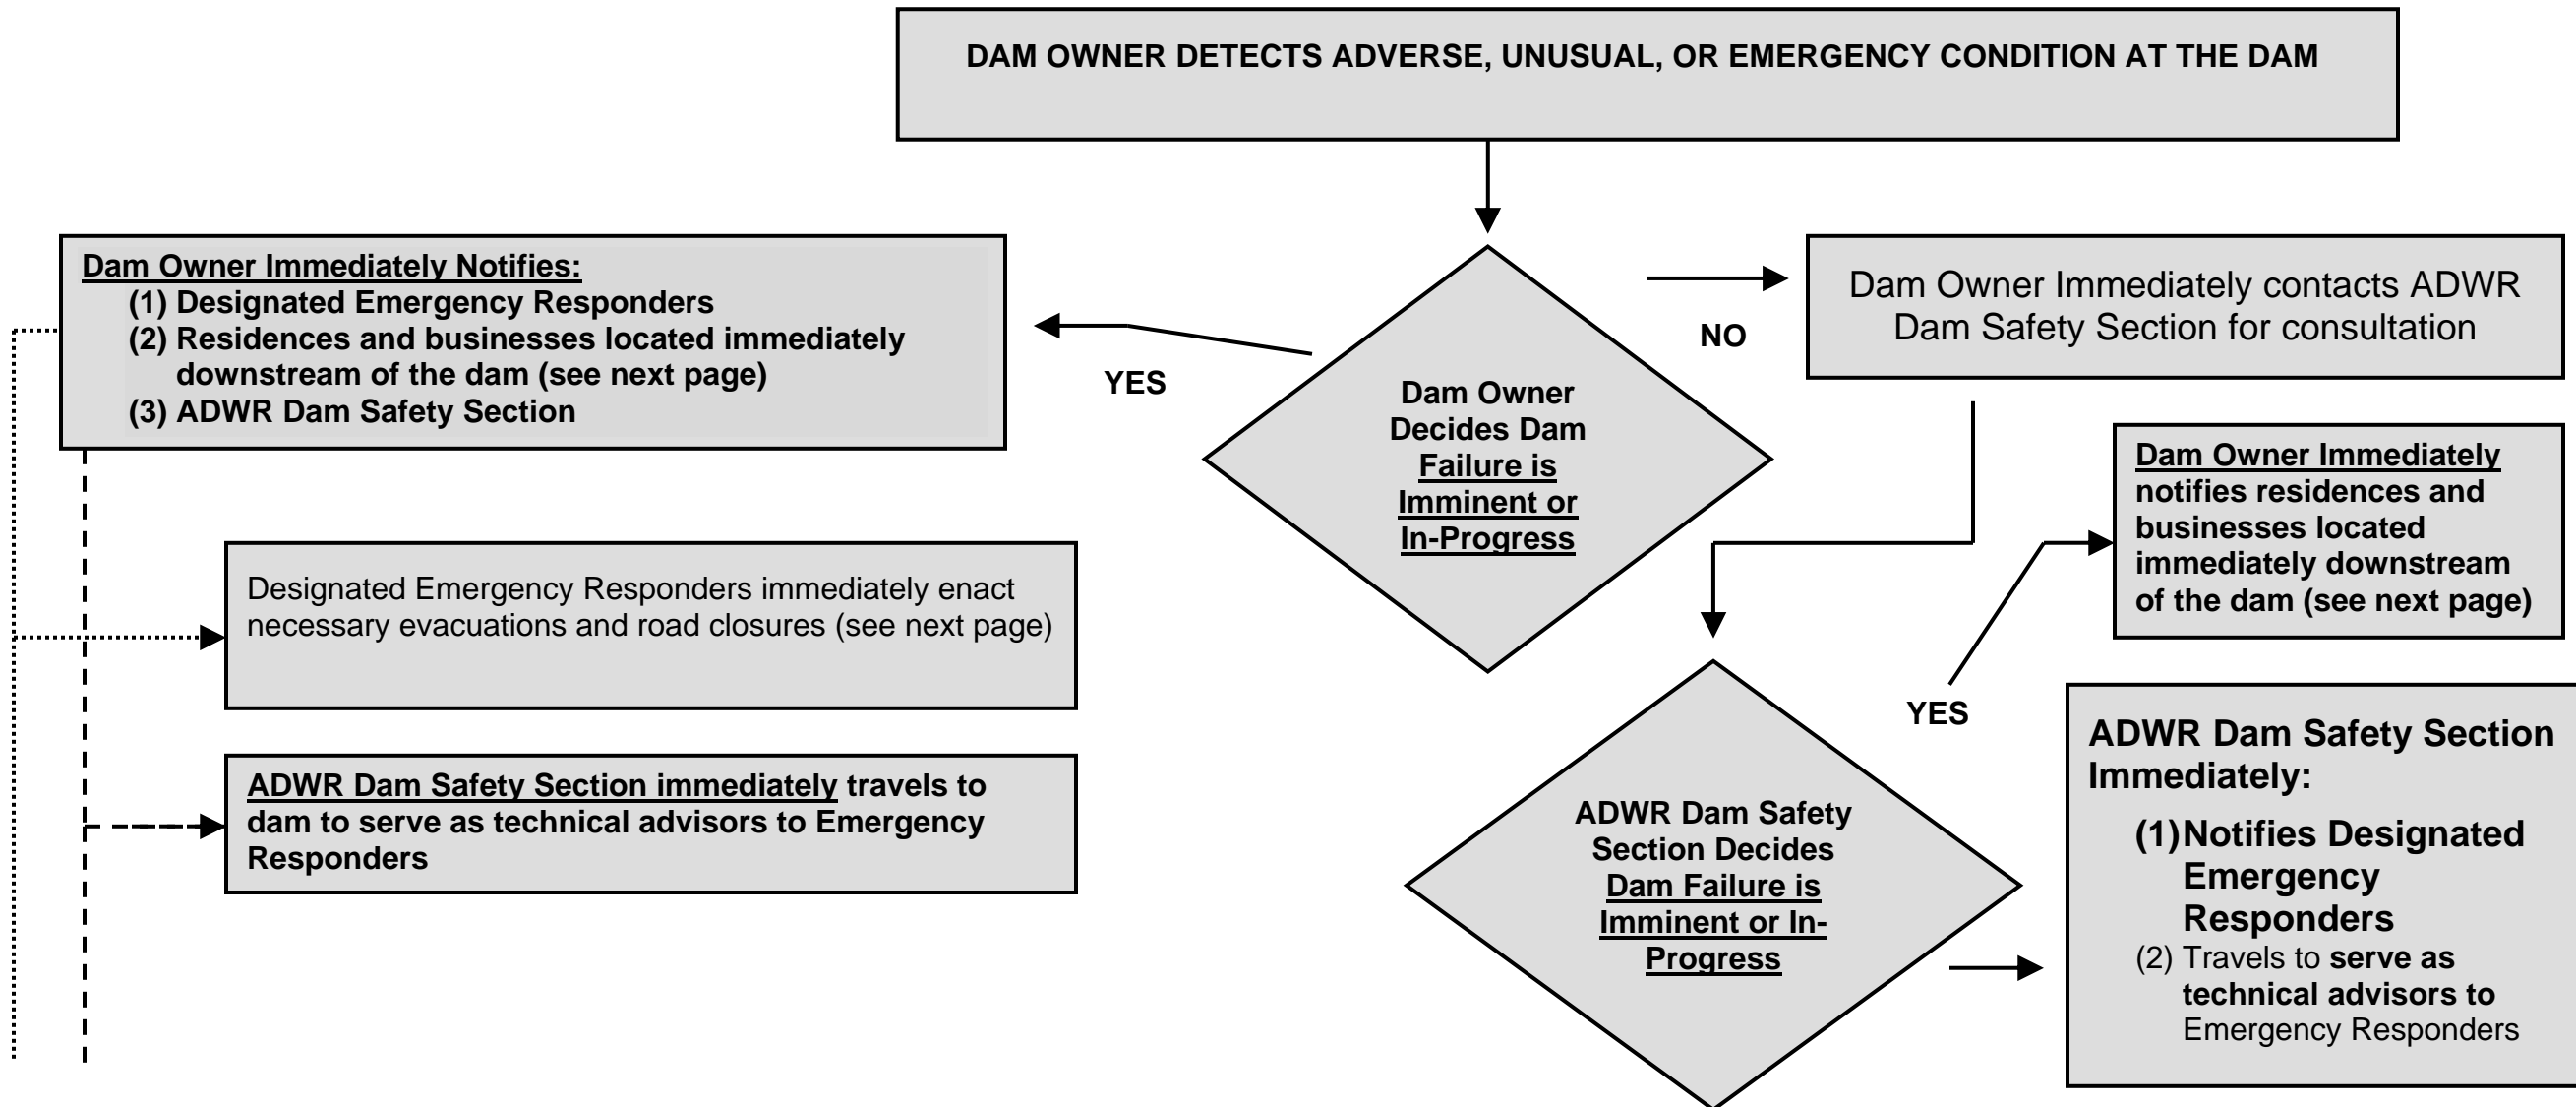 DAM OWNER DETECTS ADVERSE, UNUSUAL, OR EMERGENCY CONDITION AT THE DAM
Dam Owner Immediately Notifies:
(1) Designated Emergency Responders
(2) Residences and businesses located immediately
downstream of the dam (see next page)
(3) ADWR Dam Safety Section
YES
Dam Owner
Decides Dam
Failure is
Imminent or
In-Progress
NO
Dam Owner Immediately contacts ADWR
Dam Safety Section for consultation
Designated Emergency Responders immediately enact
necessary evacuations and road closures (see next page)
ADWR Dam Safety Section immediately travels to
dam to serve as technical advisors to Emergency
Responders
ADWR Dam Safety
Section Decides
Dam Failure is
Imminent or In-
Progress
YES
Dam Owner Immediately
notifies residences and
businesses located
immediately downstream
of the dam (see next page)
ADWR Dam Safety Section
Immediately:
(1)Notifies Designated
Emergency
Responders
(2) Travels to serve as
technical advisors to
Emergency Responders